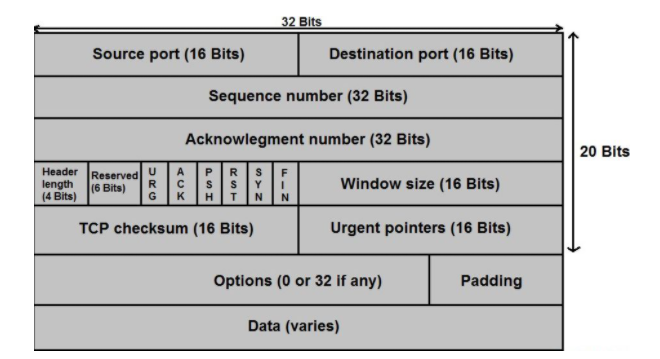 32 Bits
Source port (16 Bits) Destination port (16 Bits)
Sequence number (32 Bits)
Acknowlegment number (32 Bits)
20 Bits
Header length (4 Bits) Reserved (6 Bits) URG ACK PSH RST SYN FIN Window size (16 Bits)
TCP checksum (16 Bits) Urgent pointers (16 Bits)
Options (0 or 32 if any) Padding
Data (varies)